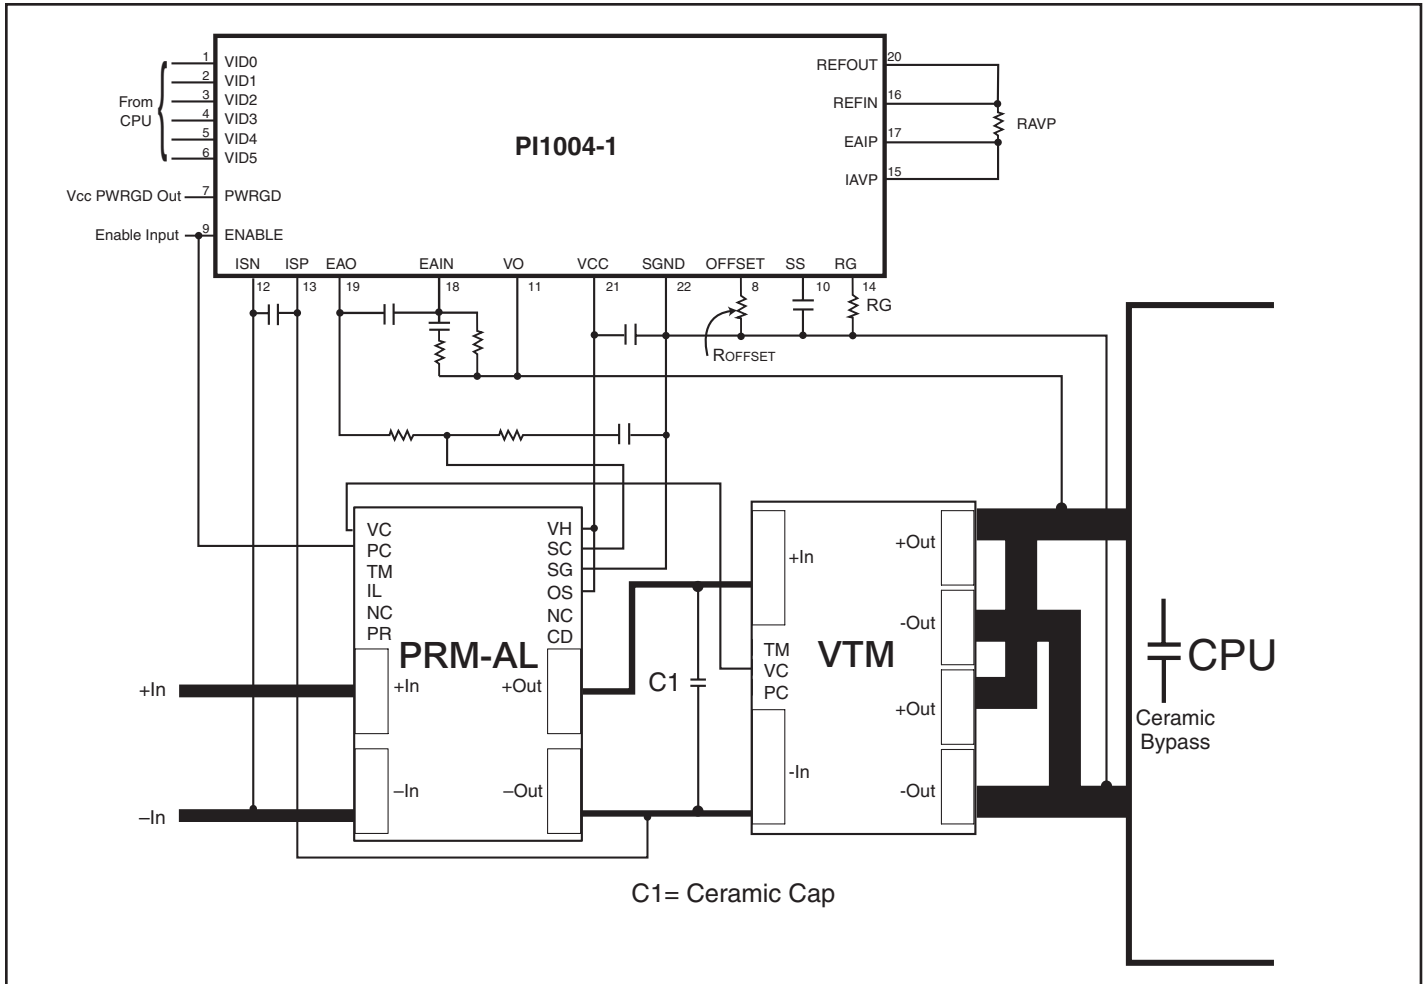 1 VID0
2 VID1
3 VID2
4 VID3
5 VID4
6 VID5
From
CPU
Vcc PWRGD Out 7 PWRGD
Enable Input 9 ENABLE
PI1004-1
REFOUT 20
REFIN 16
EAIP 17
IAVP 15
RAVP
ISN ISP EAO EAIN VO VCC SGND OFFSET SS RG
12 13 19 18 11 21 22 8 10 14
RG
ROFFSET
VC
PC
TM
IL
NC
PR
VH
SC
SG
OS
NC
CD
PRM-AL
+In
+In
+Out
–In
–In
–Out
C1
+In
TM
VC
PC
-In
VTM
+Out
-Out
+Out
-Out
CPU
Ceramic
Bypass
C1= Ceramic Cap